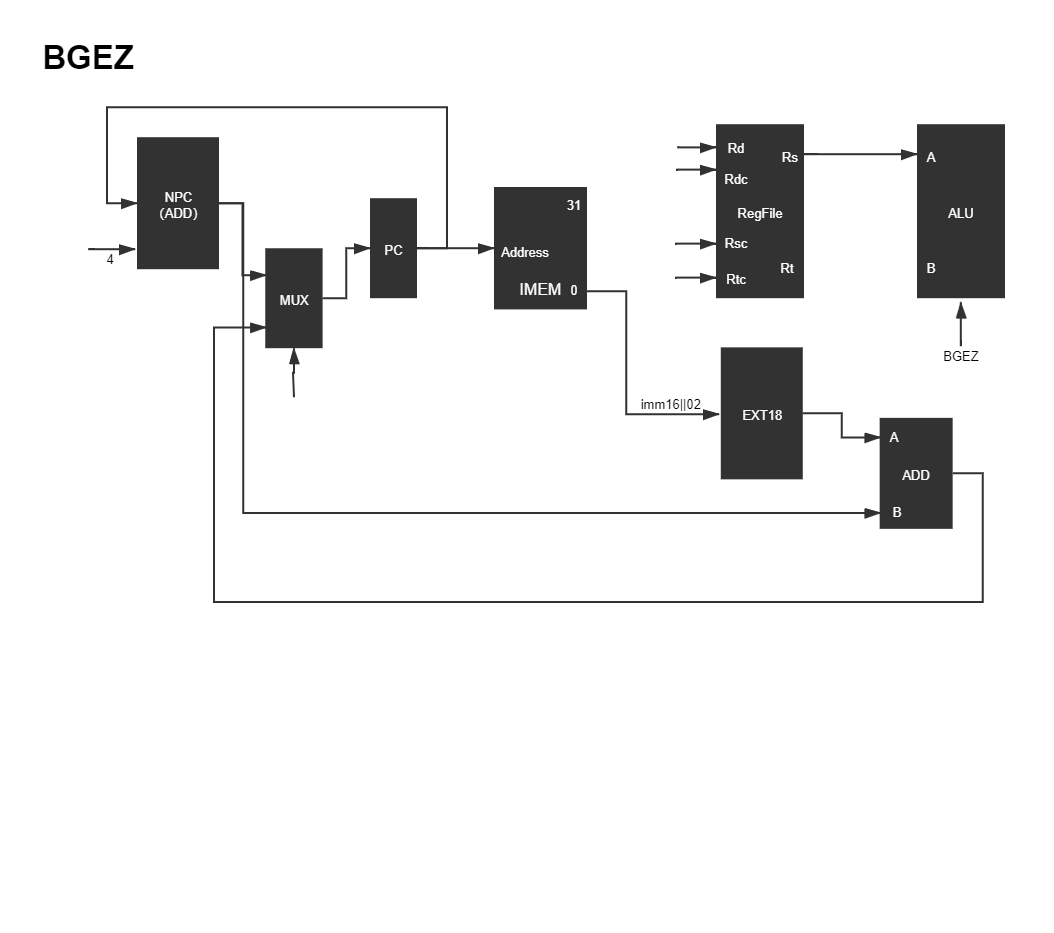 BGEZ
NPC
(ADD)
4
MUX
PC
31
Address
IMEM 0
Rd
Rs
Rdc
RegFile
Rsc
Rt
Rtc
A
ALU
B
BGEZ
imm16||02
EXT18
A
ADD
B